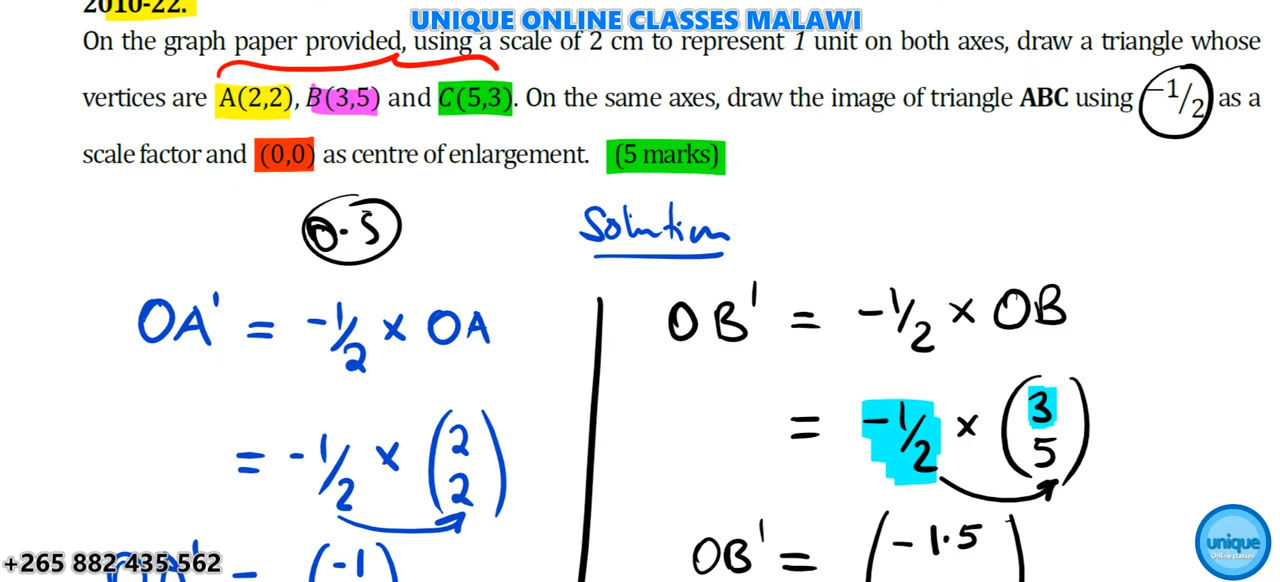 2010-22.
UNIQUE ONLINE CLASSES MALAWI
On the graph paper provided, using a scale of 2 cm to represent 1 unit on both axes, draw a triangle whose
vertices are A(2,2), B(3,5) and C(5,3). On the same axes, draw the image of triangle ABC using -1/2 as a
scale factor and (0,0) as centre of enlargement. (5 marks)
0.5
Solution
OA' = -1/2 × OA
= -1/2 × (2
2)
(-1
OB' = -1/2 × OB
= -1/2 × (3
5)
OB' = (-1.5
+265 882 435 562
unique
Online classes